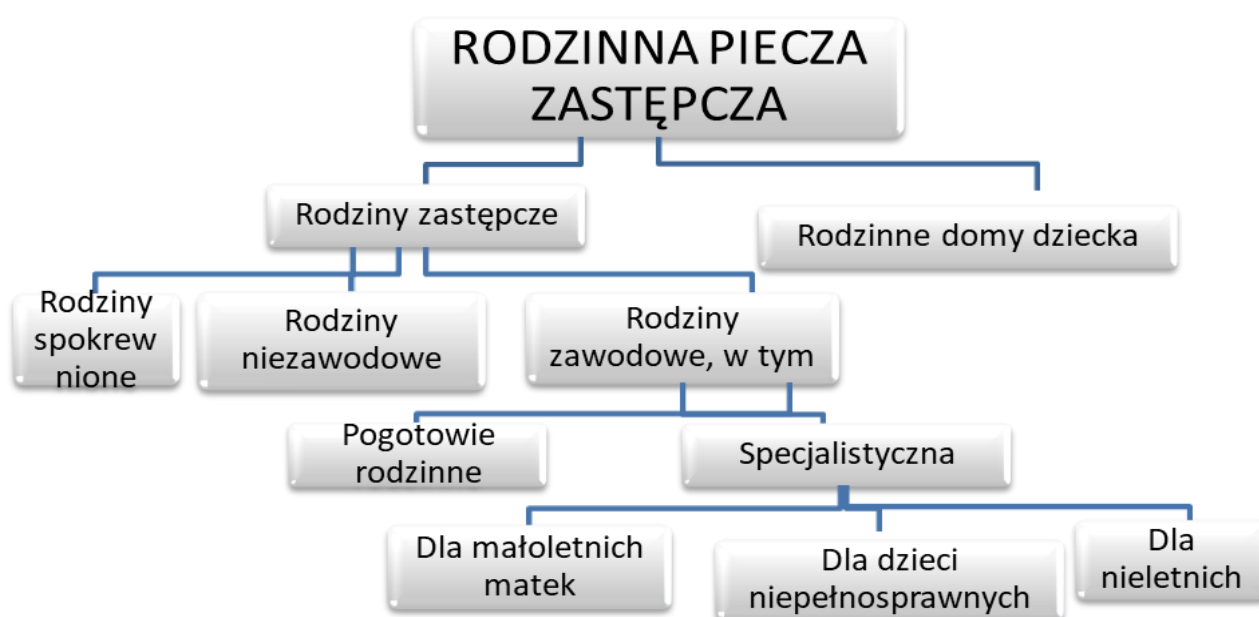 RODZINNA PIECZA
ZASTĘPCZA
Rodziny zastępcze
Rodzinne domy dziecka
Rodziny
spokrew
nione
Rodziny
niezawodowe
Rodziny
zawodowe, w tym
Pogotowie
rodzinne
Specjalistyczna
Dla małoletnich
matek
Dla dzieci
niepełnosprawnych
Dla
nieletnich